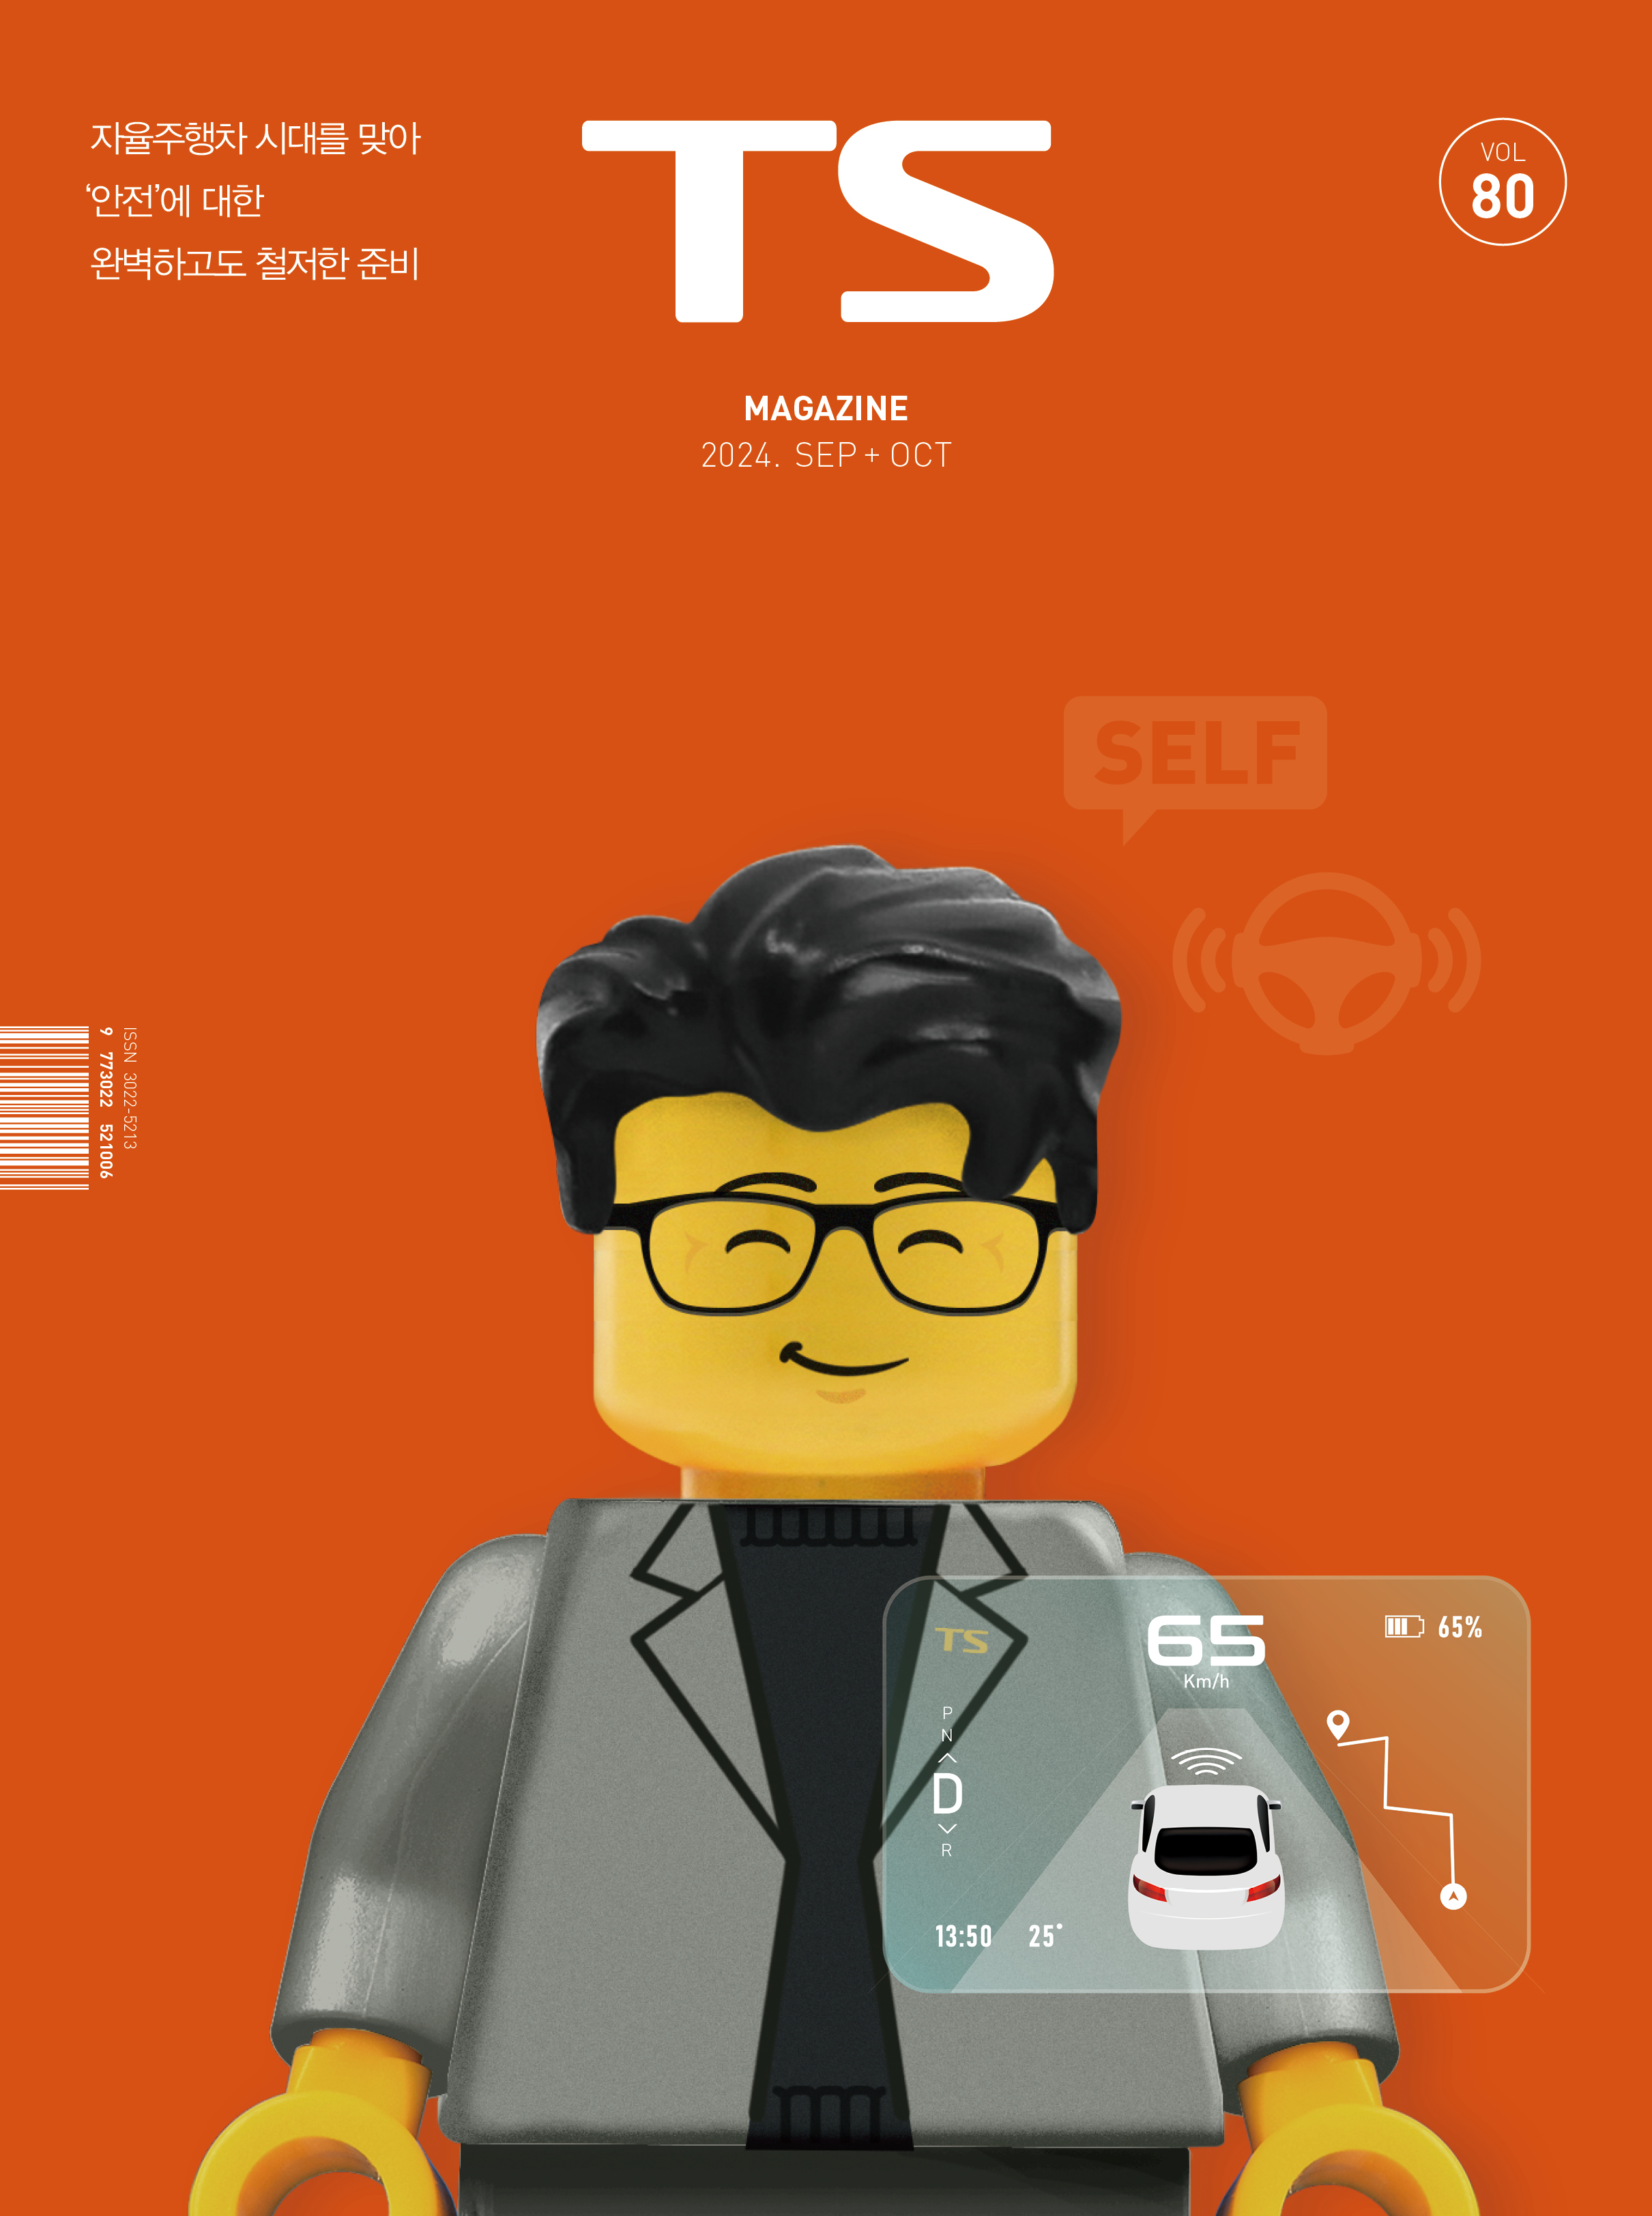 자율주행차 시대를 맞아
‘안전’에 대한
완벽하고도 철저한 준비
TS
VOL
80
MAGAZINE
2024. SEP + OCT
SELF
ISSN 3022-5213
9 773022 521006
TS
65
Km/h
65%
P
N
D
R
13:50 25°